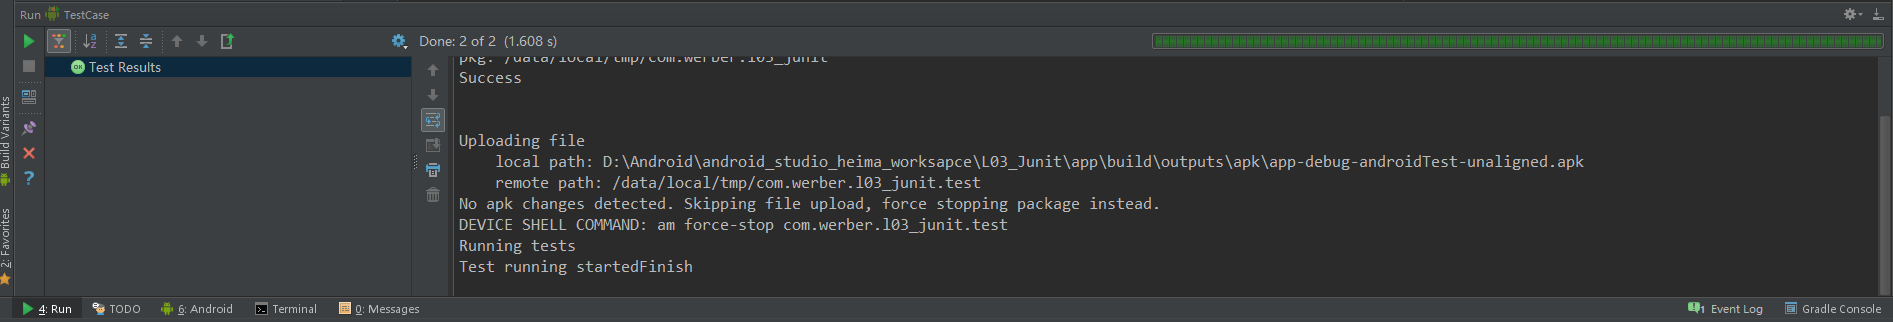 Run TestCase
Done: 2 of 2 (1.608 s)
OK Test Results
pkg: /data/local/tmp/com.werber.l03_junit
Success
Uploading file
local path: D:\Android\android_studio_heima_worksapce\L03_Junit\app\build\outputs\apk\app-debug-androidTest-unaligned.apk
remote path: /data/local/tmp/com.werber.l03_junit.test
No apk changes detected. Skipping file upload, force stopping package instead.
DEVICE SHELL COMMAND: am force-stop com.werber.l03_junit.test
Running tests
Test running startedFinish
Build Variants
2: Favorites
4: Run TODO 6: Android Terminal 0: Messages 1 Event Log Gradle Console